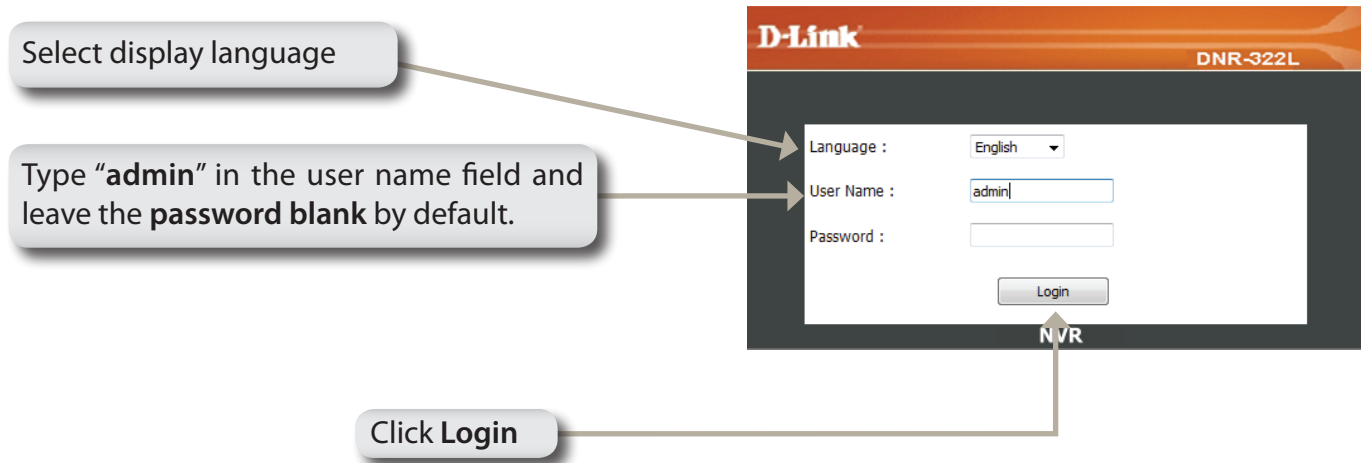 Select display language
Type “admin” in the user name field and
leave the password blank by default.
Click Login
D-Link
DNR-322L
Language : English
User Name : admin
Password :
Login
NVR